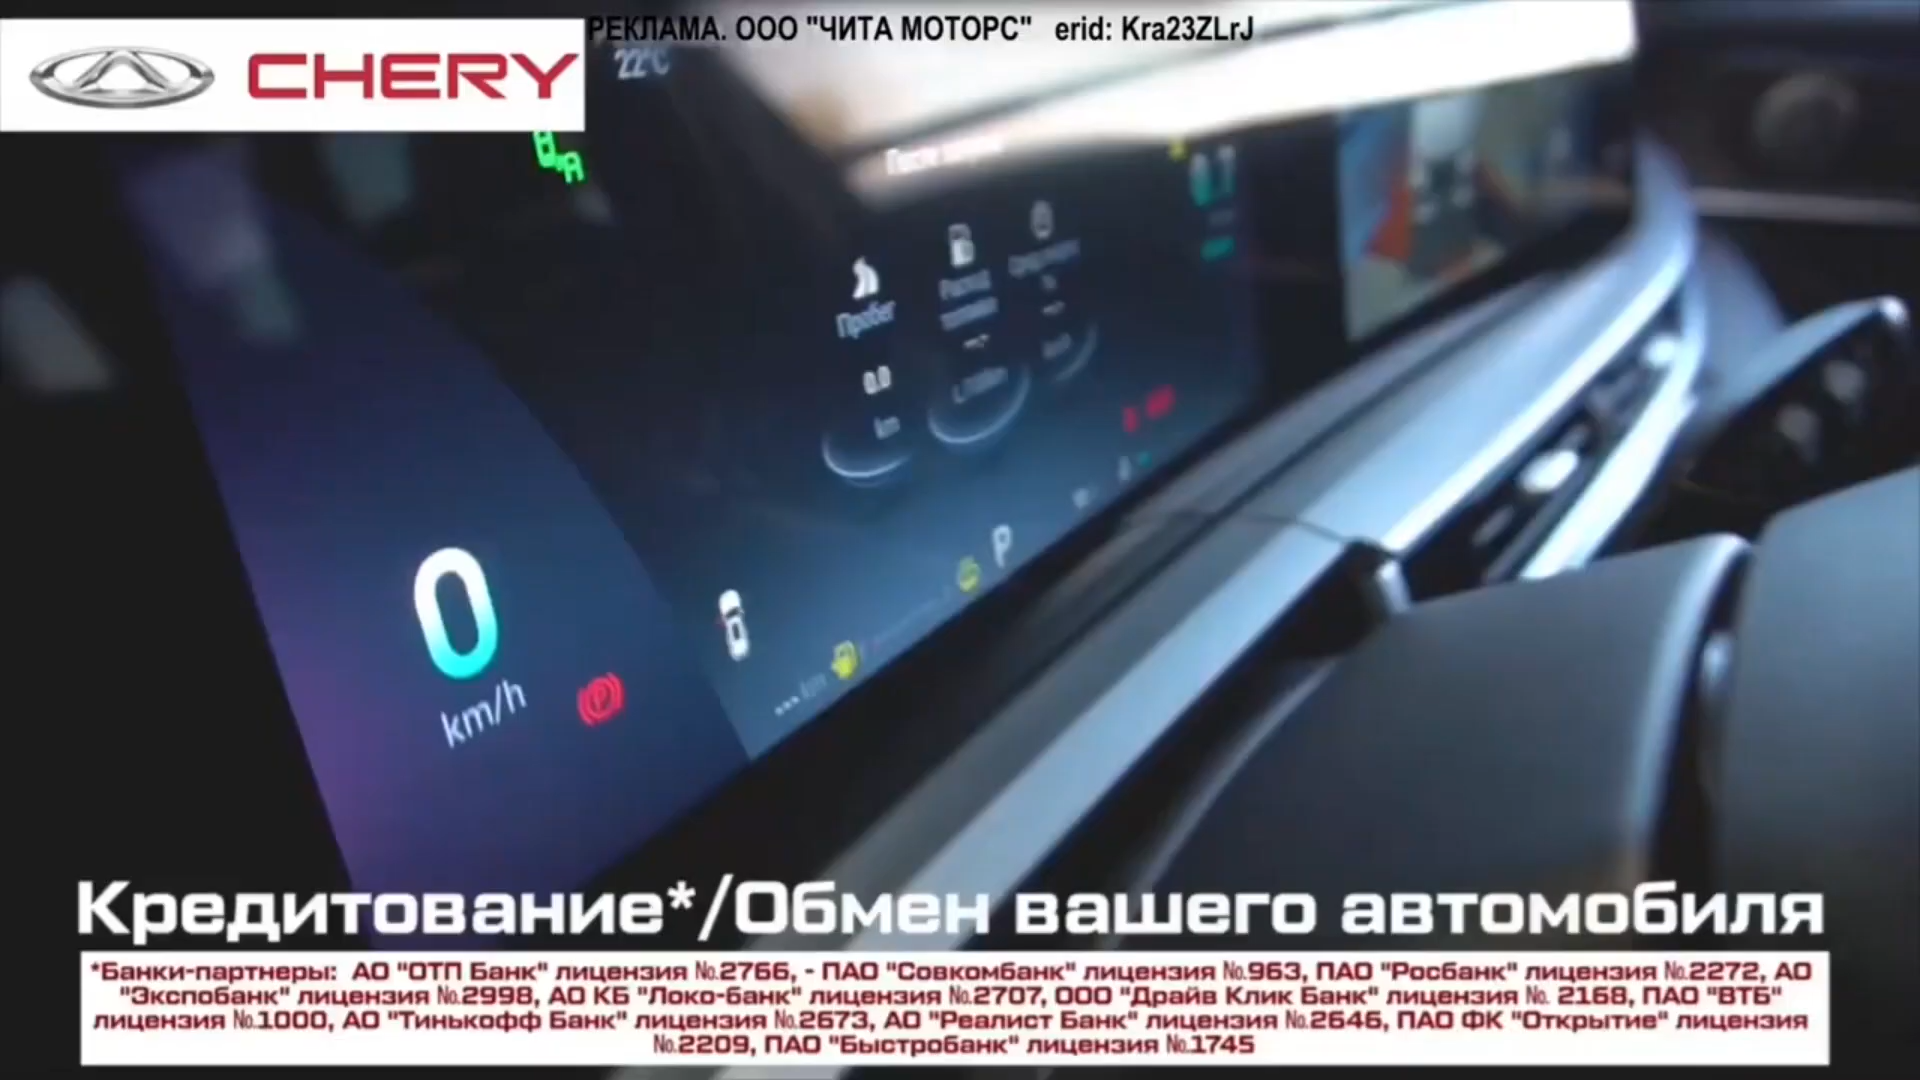 РЕКЛАМА. ООО "ЧИТА МОТОРС" erid: Kra23ZLrJ
CHERY
22°C
Пробег
Расход
0.0
km
P
0
km/h
Кредитование*/Обмен вашего автомобиля
*Банки-партнеры: АО "ОТП Банк" лицензия №2766, - ПАО "Совкомбанк" лицензия №963, ПАО "Росбанк" лицензия №2272, АО
"Экспобанк" лицензия №2998, АО КБ "Локо-банк" лицензия №2707, ООО "Драйв Клик Банк" лицензия № 2168, ПАО "ВТБ"
лицензия №1000, АО "Тинькофф Банк" лицензия №2673, АО "Реалист Банк" лицензия №2646, ПАО ФК "Открытие" лицензия
№2209, ПАО "Быстробанк" лицензия №1745